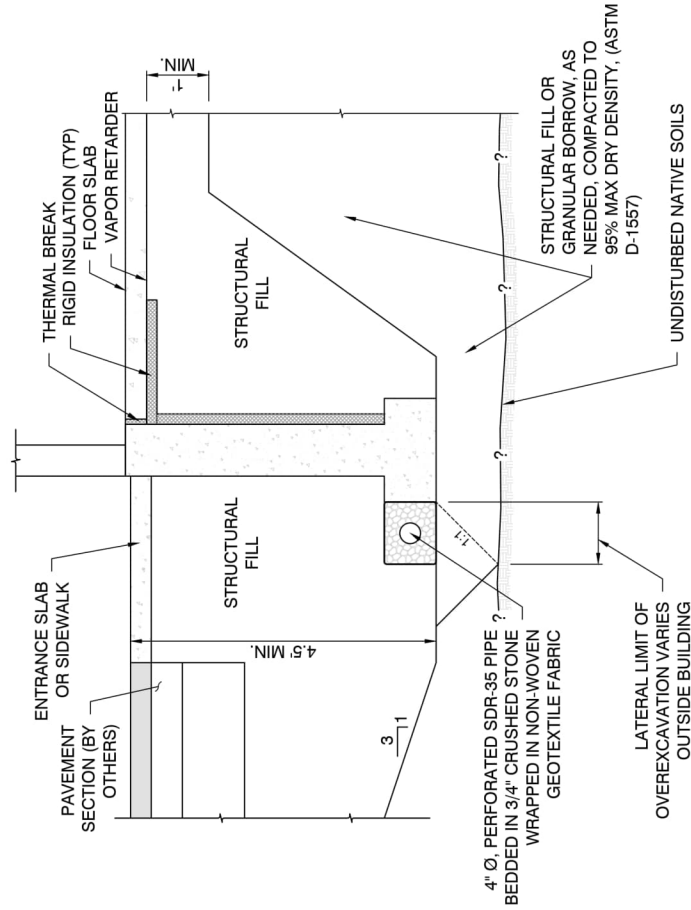 THERMAL BREAK
RIGID INSULATION (TYP)
FLOOR SLAB
VAPOR RETARDER
1'
MIN.
ENTRANCE SLAB
OR SIDEWALK
PAVEMENT
SECTION (BY
OTHERS)
STRUCTURAL
FILL
STRUCTURAL
FILL
4.5' MIN.
3
1
1:1
?
?
?
?
4" Ø, PERFORATED SDR-35 PIPE
BEDDED IN 3/4" CRUSHED STONE
WRAPPED IN NON-WOVEN
GEOTEXTILE FABRIC
STRUCTURAL FILL OR
GRANULAR BORROW, AS
NEEDED, COMPACTED TO
95% MAX DRY DENSITY, (ASTM
D-1557)
LATERAL LIMIT OF
OVEREXCAVATION VARIES
OUTSIDE BUILDING
UNDISTURBED NATIVE SOILS